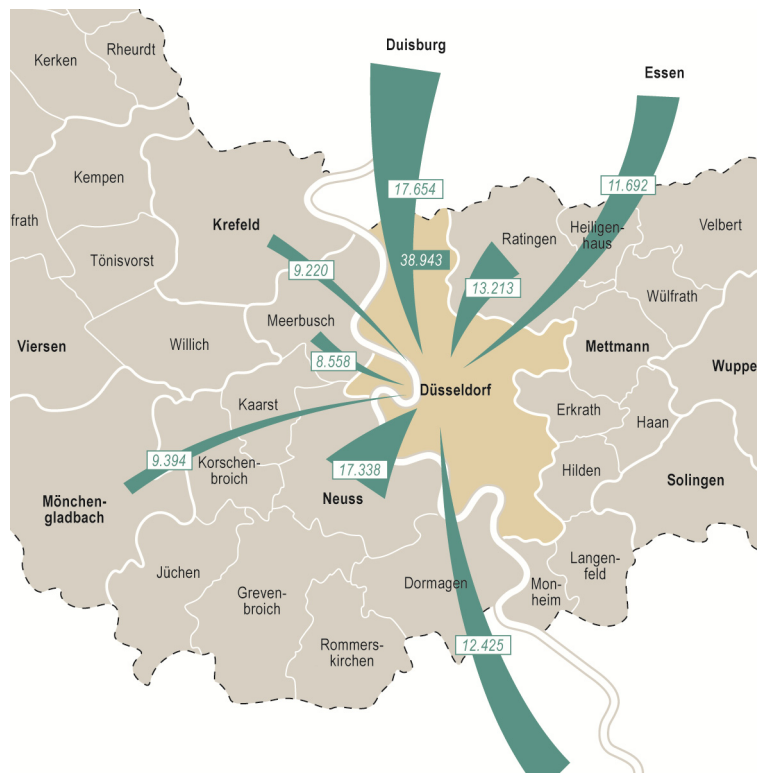 Duisburg
Rheurdt
Kerken
Essen
Kempen
17.654
11.692
frath
Krefeld
Velbert
Heiligen-
haus
Ratingen
Tönisvorst
9.220
38.943
13.213
Wülfrath
Meerbusch
Viersen
Willich
Mettmann
8.558
Wuppe
Düsseldorf
Kaarst
Erkrath
Haan
9.394
Korschen-
broich
17.338
Hilden
Solingen
Mönchen-
gladbach
Neuss
Jüchen
Langen-
feld
Greven-
broich
Dormagen
Mon-
heim
Rommers-
kirchen
12.425